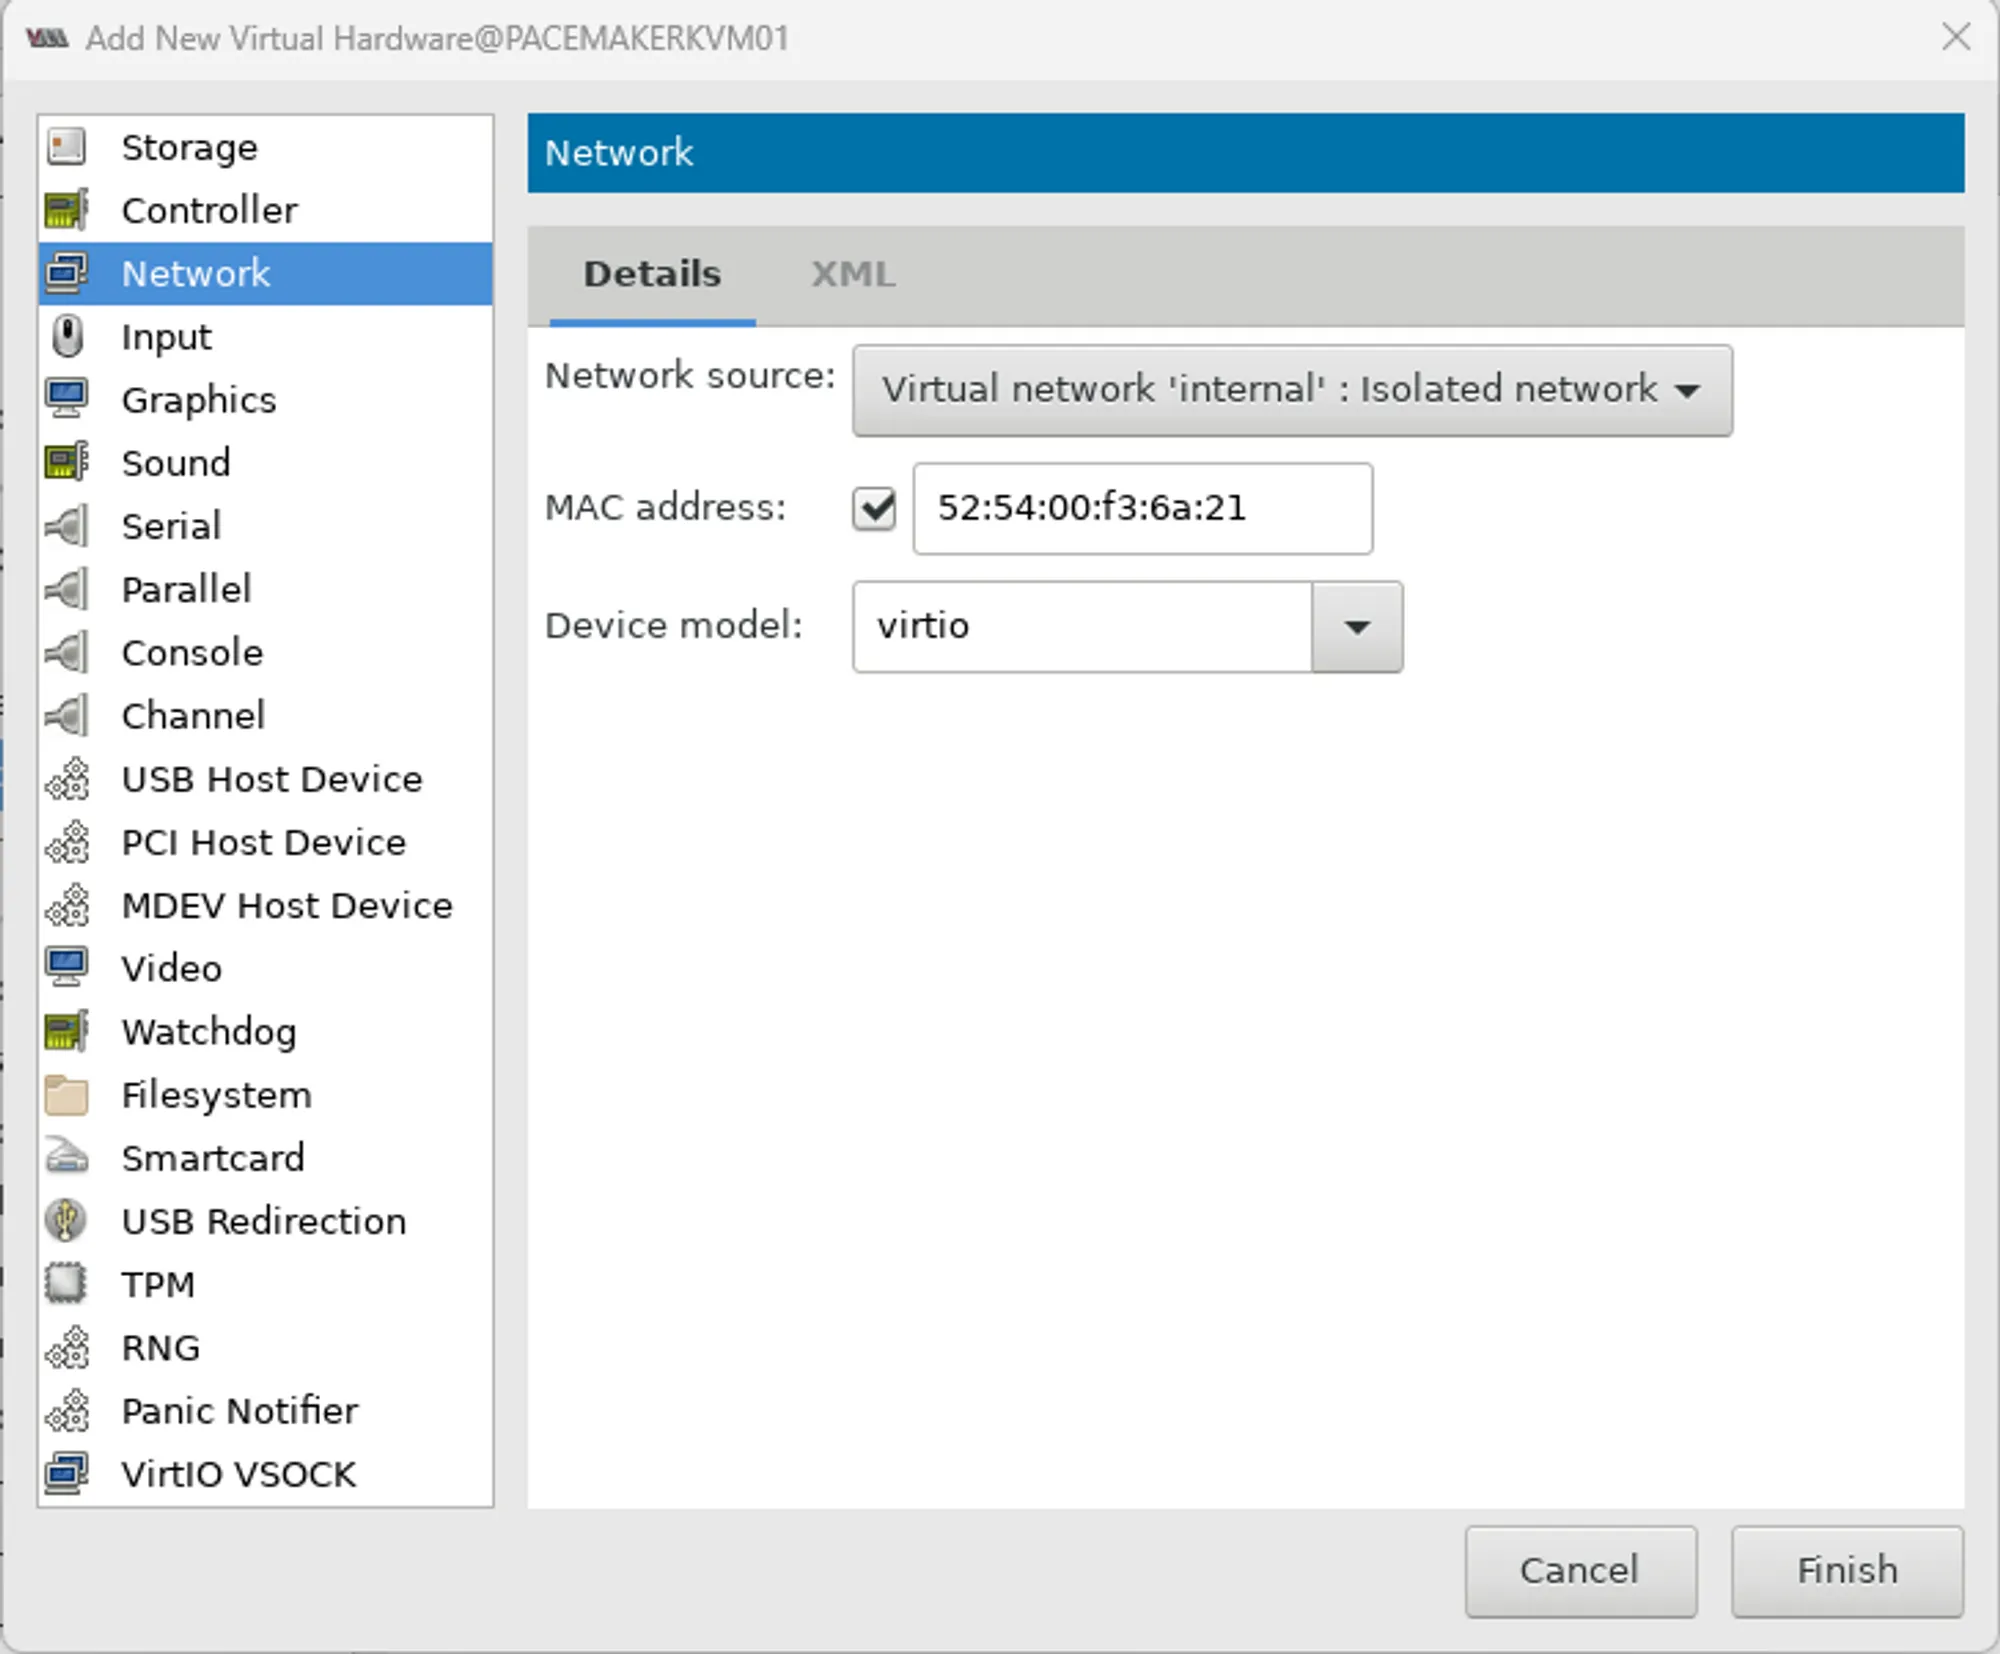 Add New Virtual Hardware@PACEMAKERKVM01
Storage
Controller
Network
Input
Graphics
Sound
Serial
Parallel
Console
Channel
USB Host Device
PCI Host Device
MDEV Host Device
Video
Watchdog
Filesystem
Smartcard
USB Redirection
TPM
RNG
Panic Notifier
VirtIO VSOCK
Network
Details XML
Network source: Virtual network 'internal' : Isolated network
MAC address: 52:54:00:f3:6a:21
Device model: virtio
Cancel Finish